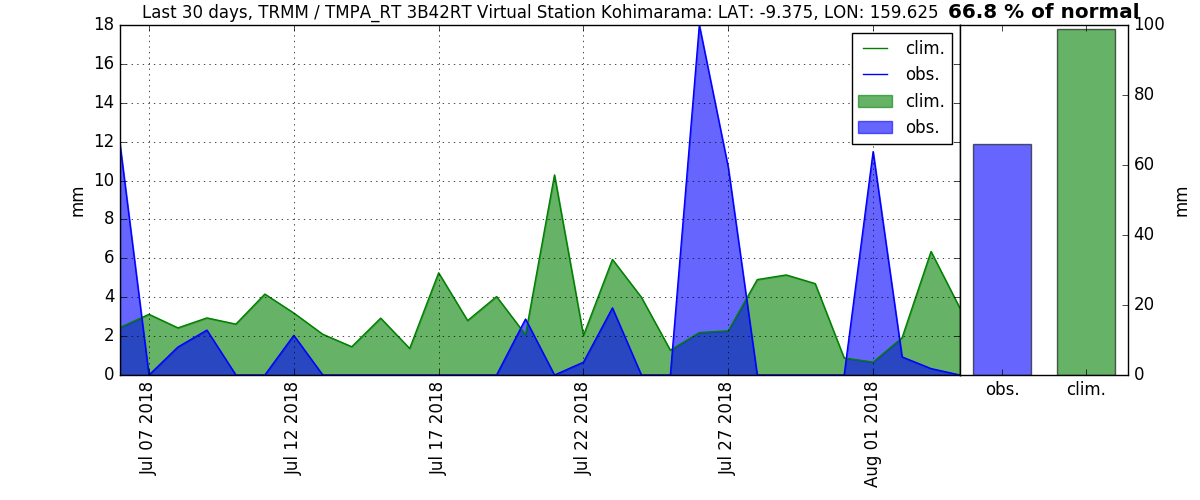 Last 30 days, TRMM / TMPA_RT 3B42RT Virtual Station Kohimarama: LAT: -9.375, LON: 159.625
66.8 % of normal
18
16
14
12
10
8
6
4
2
0
mm
clim.
obs.
clim.
obs.
Jul 07 2018
Jul 12 2018
Jul 17 2018
Jul 22 2018
Jul 27 2018
Aug 01 2018
100
80
60
40
20
0
mm
obs.
clim.